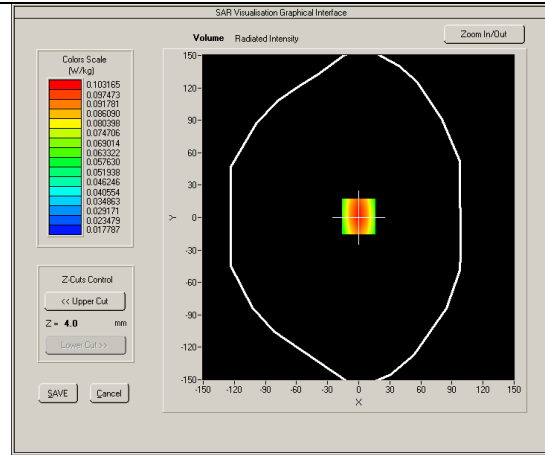 SAR Visualisation Graphical Interface
Volume Radiated Intensity
Zoom In/Out
Colors Scale
(W/kg)
0.103165
0.097473
0.091781
0.086090
0.080398
0.074706
0.069014
0.063322
0.057630
0.051938
0.046246
0.040554
0.034863
0.029171
0.023479
0.017787
Z-Cuts Control
<< Upper Cut
Z = 4.0 mm
Lower Cut >>
SAVE
Cancel
150
120
90
60
30
0
-30
-60
-90
-120
-150
Y
-150 -120 -90 -60 -30 0 30 60 90 120 150
X